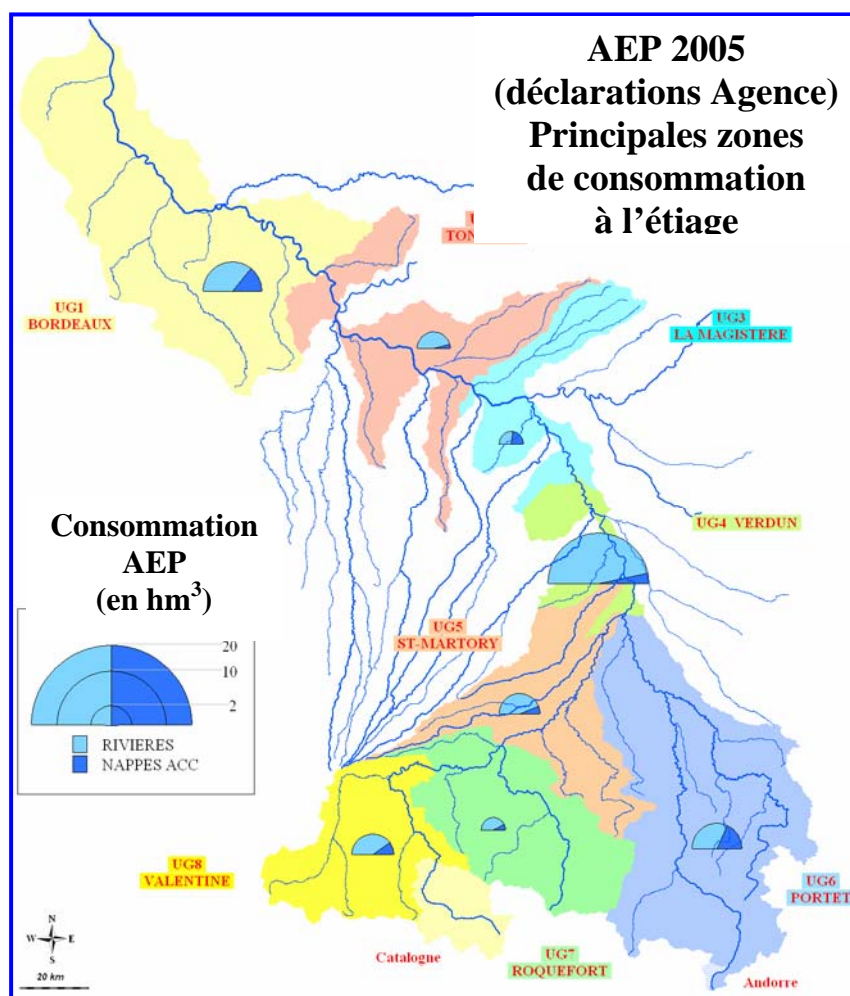 AEP 2005
(déclarations Agence)
Principales zones
de consommation
à l'étiage
TON
UG1
BORDEAUX
UG3
LA MAGISTERE
UG4 VERDUN
Consommation
AEP
(en hm³)
20
10
2
RIVIERES
NAPPES ACC
UG5
ST-MARTORY
UG8
VALENTINE
UG6
PORTET
N
W E
S
20 km
Catalogne
UG7
ROQUEFORT
Andorre